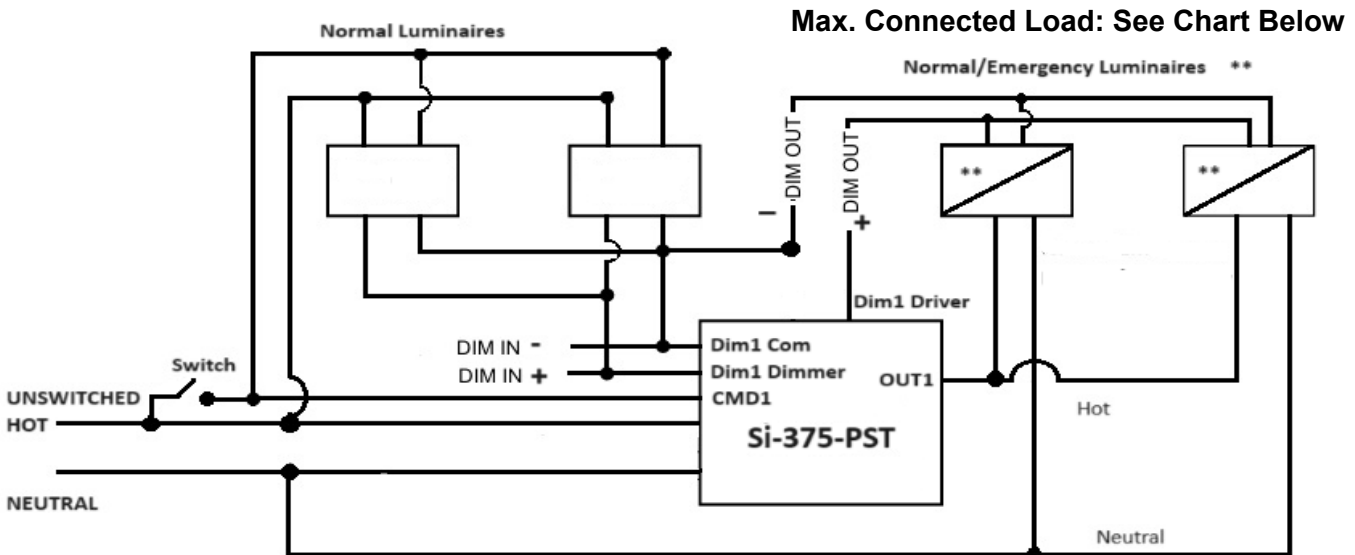 Max. Connected Load: See Chart Below
Normal Luminaires
Normal/Emergency Luminaires **
DIM OUT
DIM OUT
-
+
**
**
Dim1 Driver
DIM IN -
DIM IN +
Dim1 Com
Dim1 Dimmer
CMD1
OUT1
Si-375-PST
Switch
UNSWITCHED
HOT
Hot
NEUTRAL
Neutral